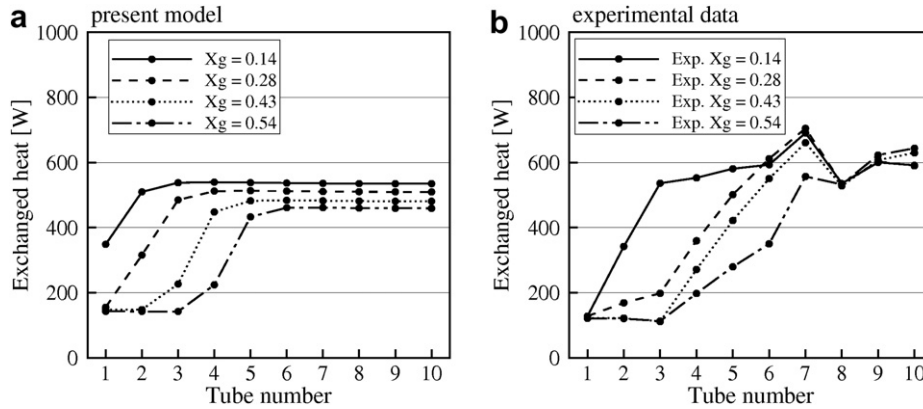 a present model
Exchanged heat [W]
1000
800
600
400
200
0
Xg = 0.14
Xg = 0.28
Xg = 0.43
Xg = 0.54
1 2 3 4 5 6 7 8 9 10
Tube number
b experimental data
Exchanged heat [W]
1000
800
600
400
200
0
Exp. Xg = 0.14
Exp. Xg = 0.28
Exp. Xg = 0.43
Exp. Xg = 0.54
1 2 3 4 5 6 7 8 9 10
Tube number